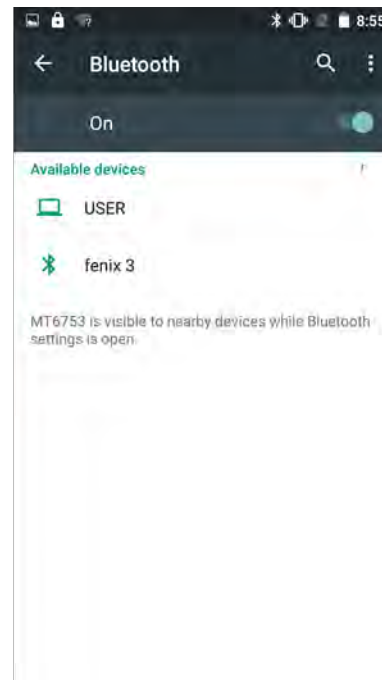 8:55
Bluetooth
On
Available devices
USER
fenix 3
MT6753 is visible to nearby devices while Bluetooth
settings is open.